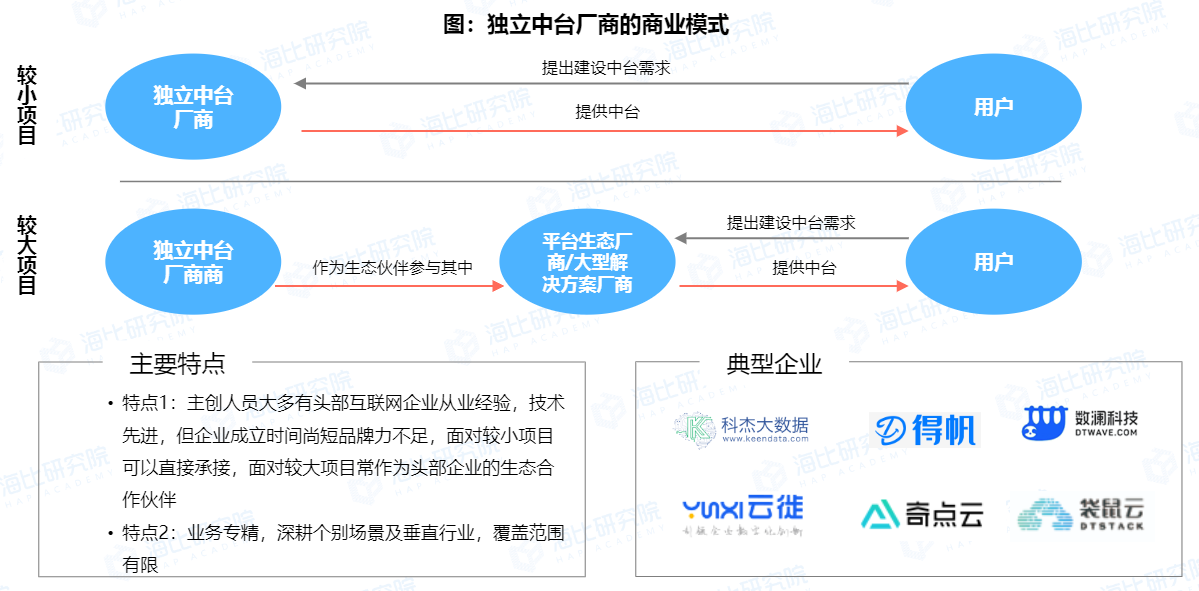 图：独立中台厂商的商业模式
较小项目
独立中台
厂商
提出建设中台需求
提供中台
用户
较大项目
独立中台
厂商商
作为生态伙伴参与其中
平台生态厂
商/大型解
决方案厂商
提出建设中台需求
提供中台
用户
主要特点
• 特点1：主创人员大多有头部互联网企业从业经验，技术
先进，但企业成立时间尚短品牌力不足，面对较小项目
可以直接承接，面对较大项目常作为头部企业的生态合
作伙伴
• 特点2：业务专精，深耕个别场景及垂直行业，覆盖范围
有限
典型企业
科杰大数据
www.keendata.com
得帆
数澜科技
DTWAVE.COM
YUNXI云徙
奇点云
袋鼠云
DTSTACK
海比研究院
HAP ACADEMY